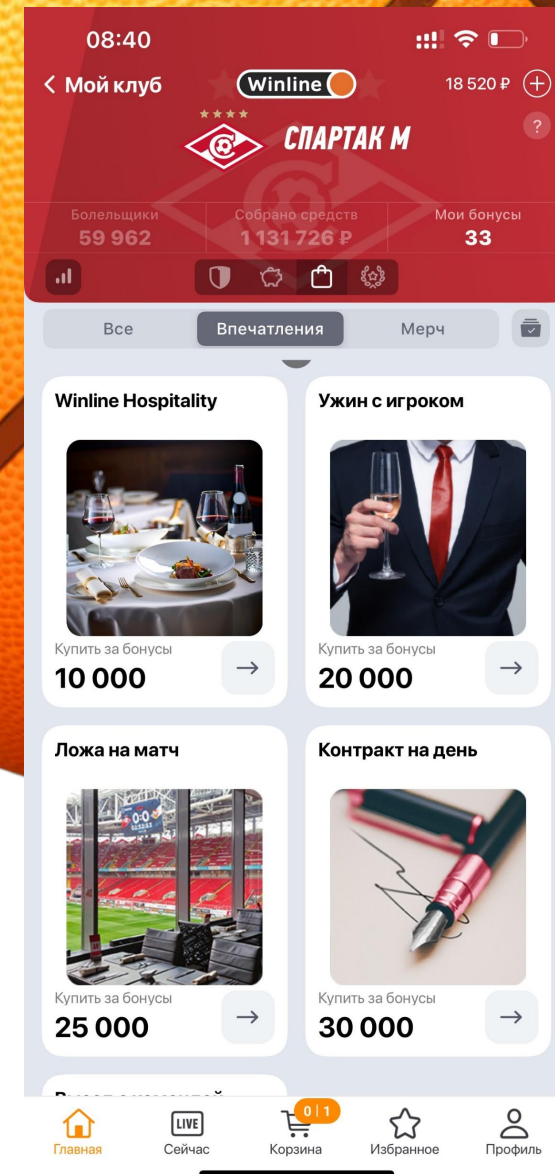 08:40
Мой клуб
Winline
18 520 ₽
СПАРТАК М
?
Болельщики
59 962
Собрано средств
1 131 726 ₽
Мои бонусы
33
Все
Впечатления
Мерч
Winline Hospitality
Купить за бонусы
10 000
Ужин с игроком
Купить за бонусы
20 000
Ложа на матч
0:0
Купить за бонусы
25 000
Контракт на день
Купить за бонусы
30 000
0 | 1
Главная
LIVE
Сейчас
Корзина
Избранное
Профиль